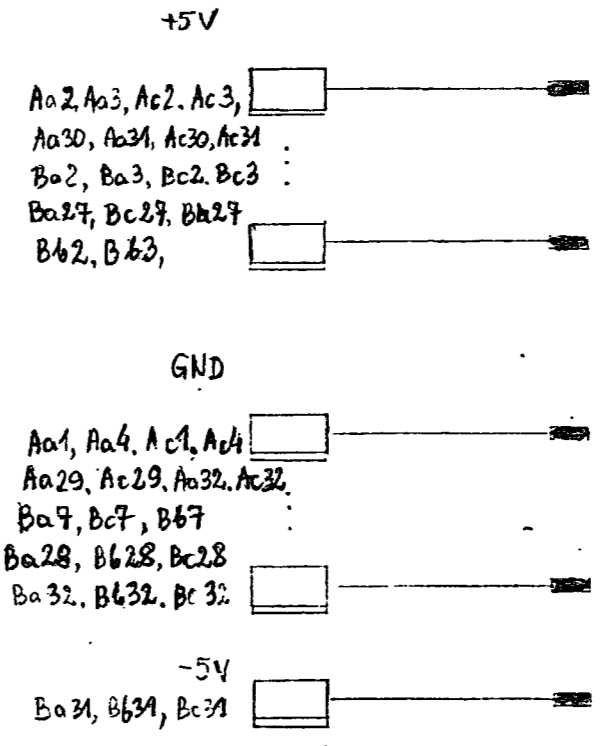 +5V
Aa2, Aa3, Ac2. Ac3,
Aa30, Aa31, Ac30, Ac31
Ba2, Ba3, Bc2. Bc3
Ba27, Bc27, Bb27
Bb2, Bb3,
GND
Aa1, Aa4. Ac1. Ac4
Aa29, Ac29, Aa32. Ac32.
Ba7, Bc7, Bb7
Ba28, Bb28, Bc28
Ba32. Bb32. Bc32
-5V
Ba31, Bb31, Bc31